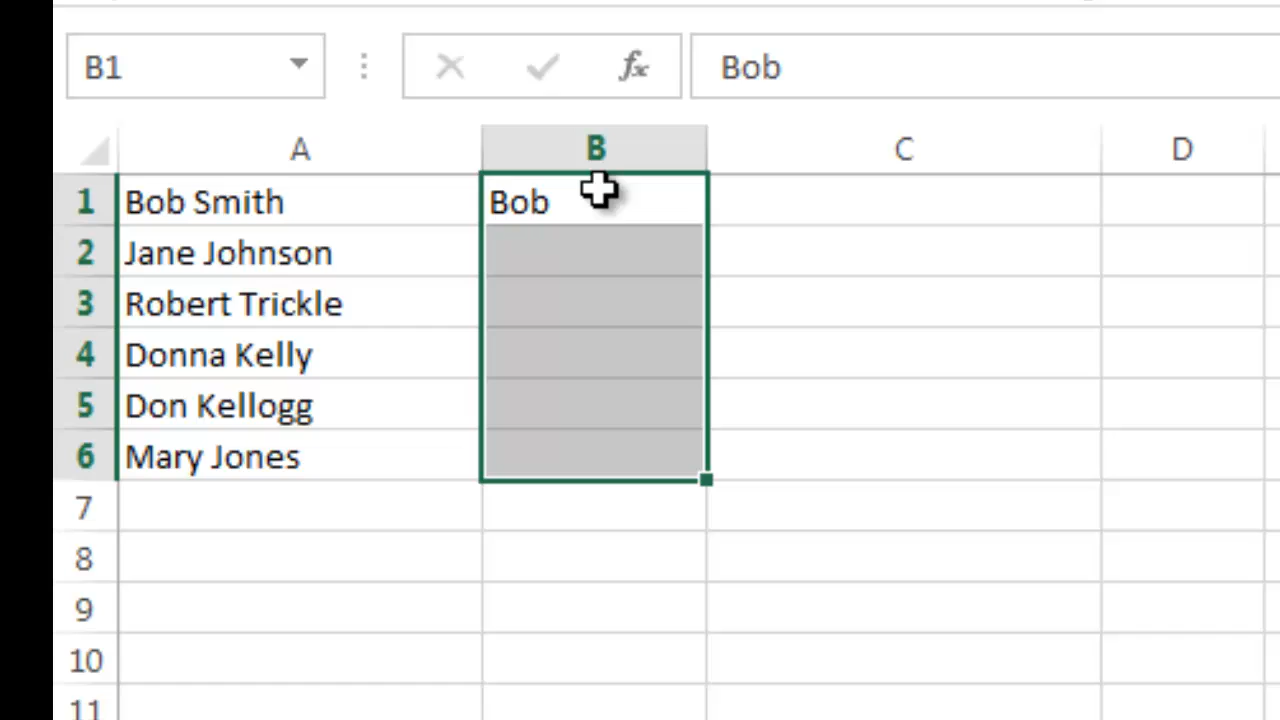 B1 fx Bob
A B C D
1 Bob Smith Bob
2 Jane Johnson
3 Robert Trickle
4 Donna Kelly
5 Don Kellogg
6 Mary Jones
7
8
9
10
11